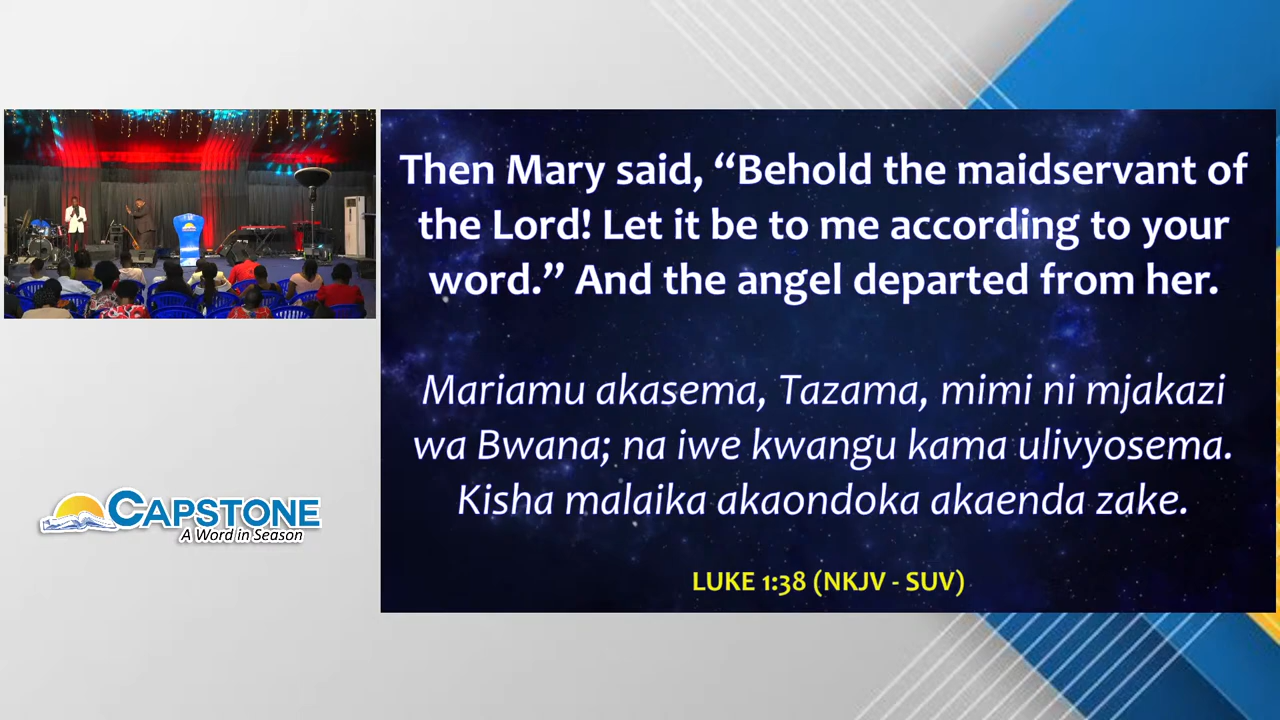 Then Mary said, “Behold the maidservant of
the Lord! Let it be to me according to your
word.” And the angel departed from her.
Mariamu akasema, Tazama, mimi ni mjakazi
wa Bwana; na iwe kwangu kama ulivyosema.
Kisha malaika akaondoka akaenda zake.
LUKE 1:38 (NKJV - SUV)
CAPSTONE
A Word in Season